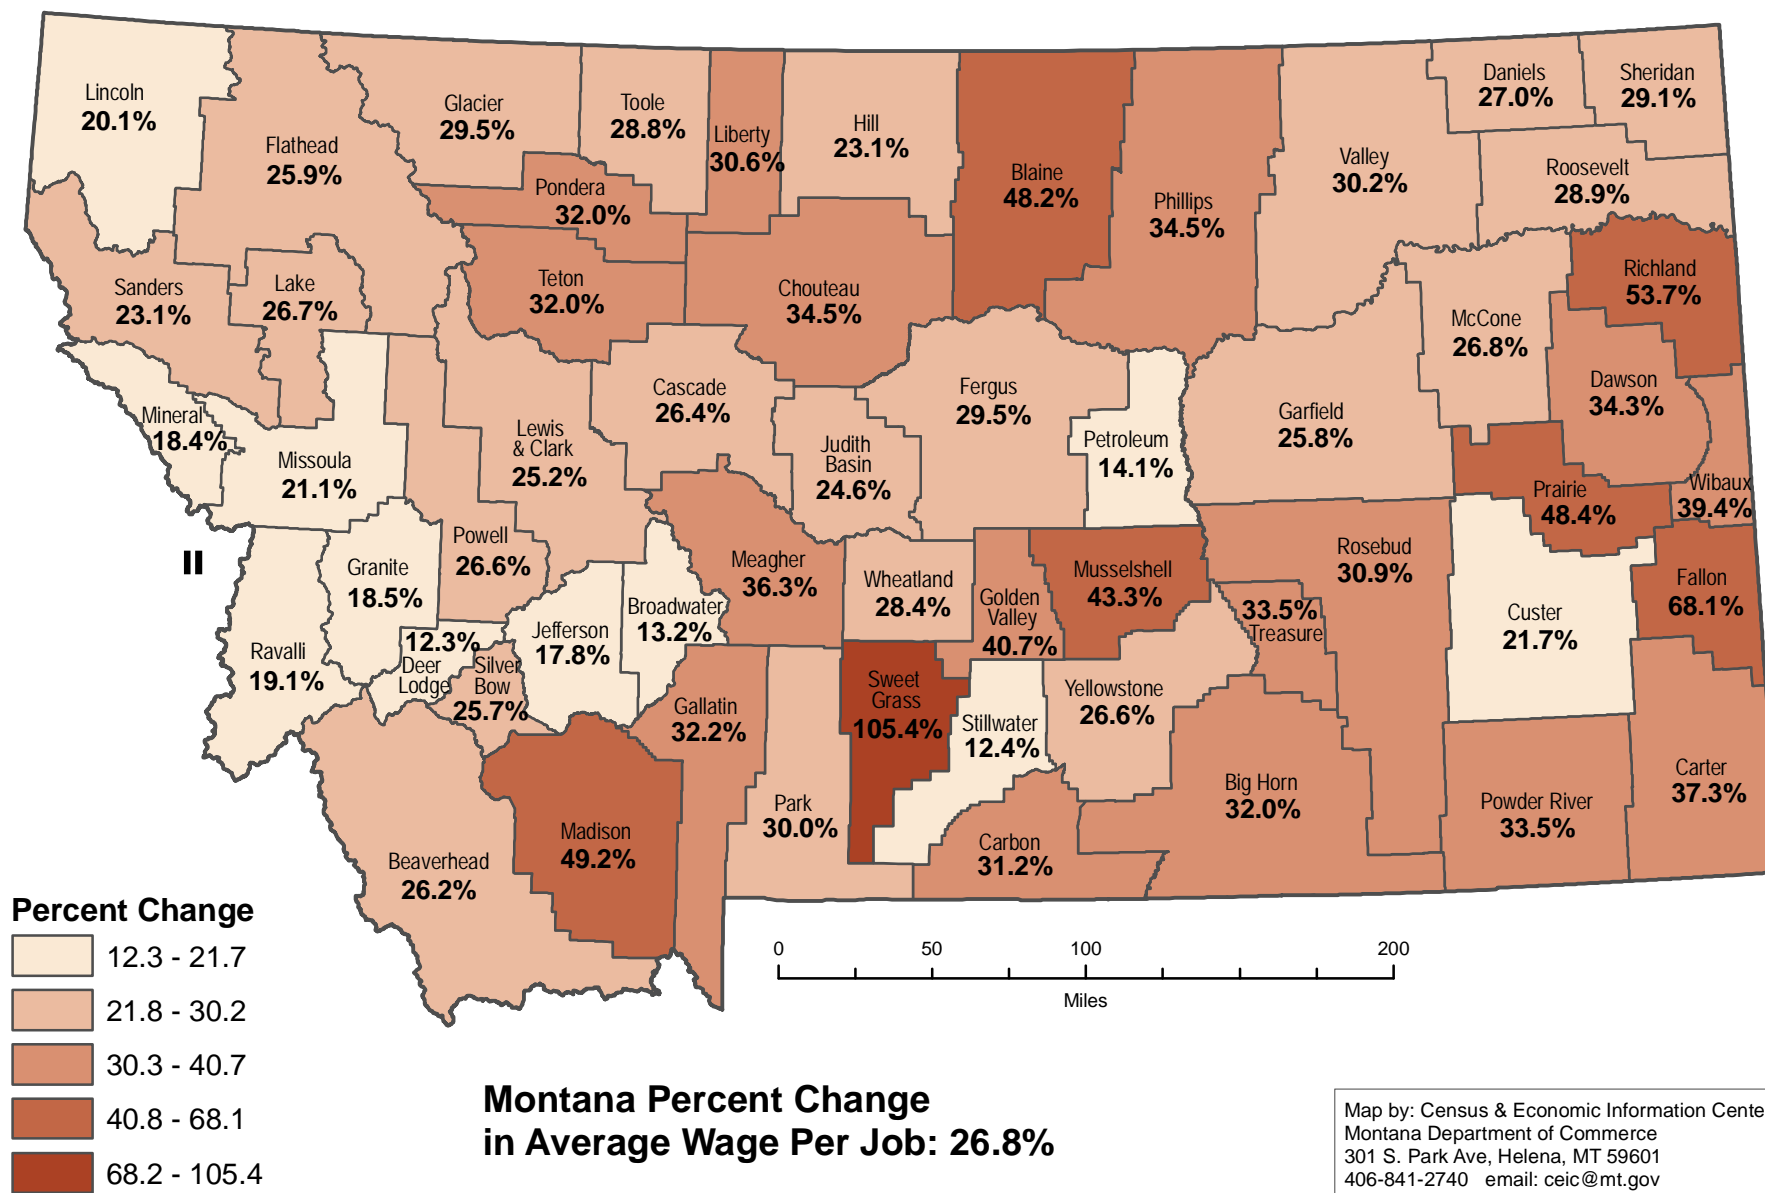 Lincoln
20.1%
Flathead
25.9%
Glacier
29.5%
Toole
28.8%
Liberty
30.6%
Hill
23.1%
Blaine
48.2%
Phillips
34.5%
Valley
30.2%
Daniels
27.0%
Sheridan
29.1%
Roosevelt
28.9%
Pondera
32.0%
Teton
32.0%
Chouteau
34.5%
Sanders
23.1%
Lake
26.7%
Richland
53.7%
McCone
26.8%
Dawson
34.3%
Mineral
18.4%
Missoula
21.1%
Lewis
& Clark
25.2%
Cascade
26.4%
Judith
Basin
24.6%
Fergus
29.5%
Petroleum
14.1%
Garfield
25.8%
Prairie
48.4%
Wibaux
39.4%
II
Powell
26.6%
Granite
18.5%
Meagher
36.3%
Wheatland
28.4%
Golden
Valley
40.7%
Musselshell
43.3%
Rosebud
30.9%
33.5%
Treasure
Custer
21.7%
Fallon
68.1%
Ravalli
19.1%
12.3%
Deer
Lodge
Silver
Bow
25.7%
Jefferson
17.8%
Broadwater
13.2%
Gallatin
32.2%
Sweet
Grass
105.4%
Stillwater
12.4%
Yellowstone
26.6%
Big Horn
32.0%
Powder River
33.5%
Carter
37.3%
Park
30.0%
Carbon
31.2%
Madison
49.2%
Beaverhead
26.2%
Percent Change
12.3 - 21.7
21.8 - 30.2
30.3 - 40.7
40.8 - 68.1
68.2 - 105.4
0 50 100 200
Miles
Montana Percent Change
in Average Wage Per Job: 26.8%
Map by: Census & Economic Information Cente
Montana Department of Commerce
301 S. Park Ave, Helena, MT 59601
406-841-2740 email: ceic@mt.gov